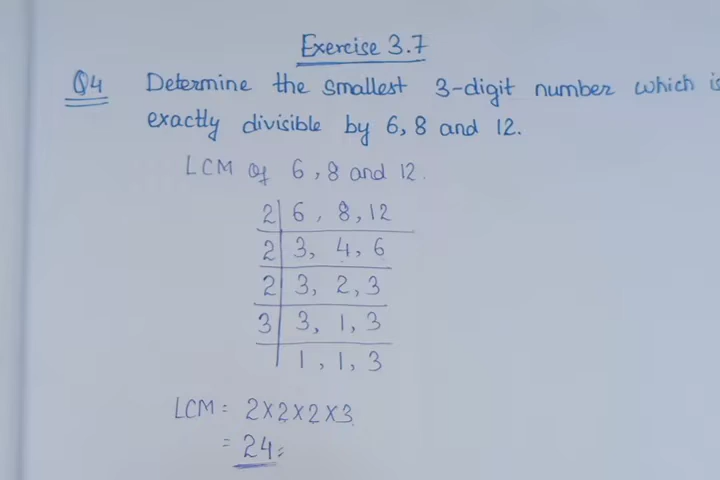 Exercise 3.7
Q4 Determine the smallest 3-digit number which is
exactly divisible by 6, 8 and 12.
LCM of 6, 8 and 12.
2 | 6, 8, 12
2 | 3, 4, 6
2 | 3, 2, 3
3 | 3, 1, 3
| 1, 1, 3
LCM = 2 x 2 x 2 x 3
= 24